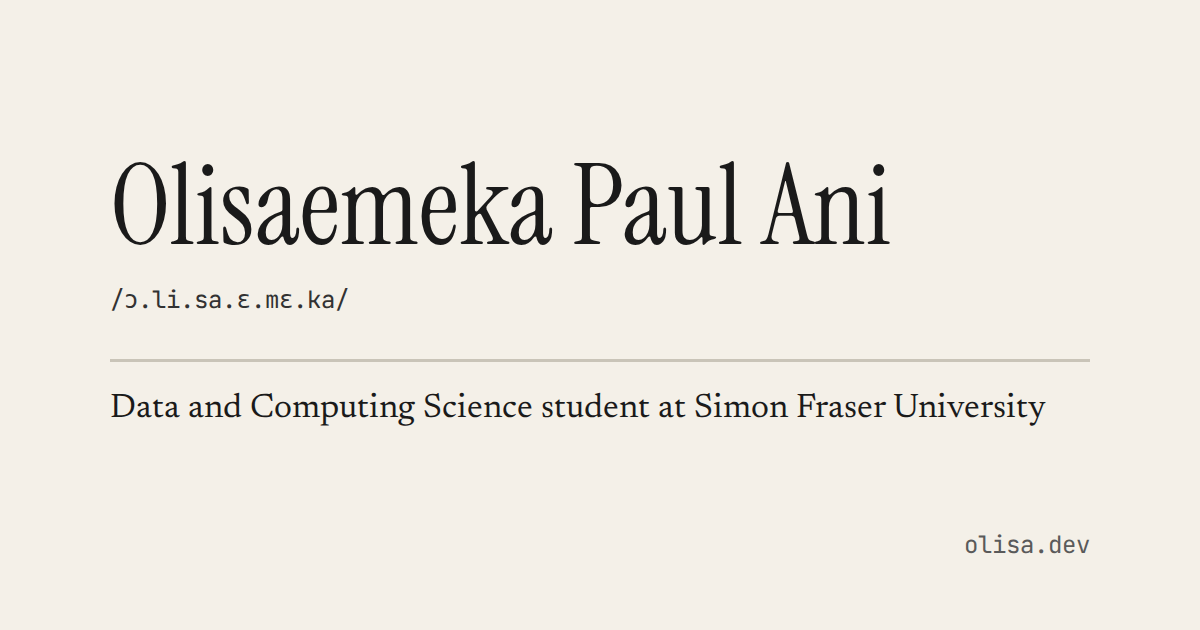 Olisaemeka Paul Ani
/ɔ.li.sa.ɛ.mɛ.ka/
Data and Computing Science student at Simon Fraser University
olisa.dev